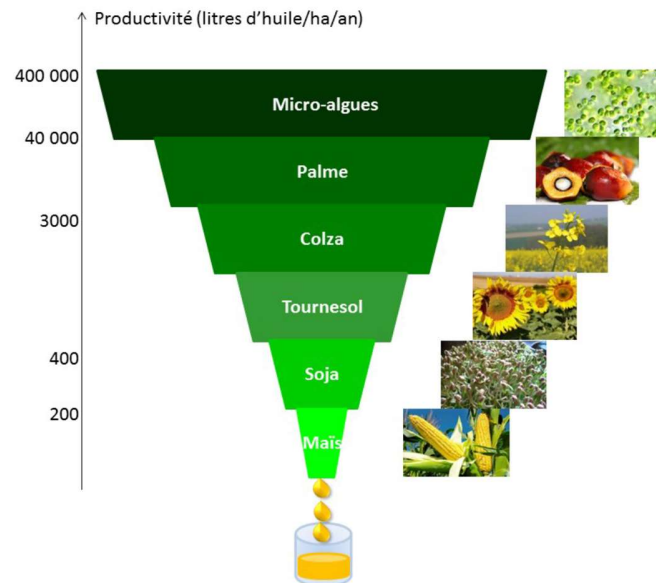 Productivité (litres d’huile/ha/an)
400 000
Micro-algues
40 000
Palme
3000
Colza
Tournesol
400
Soja
200
Maïs